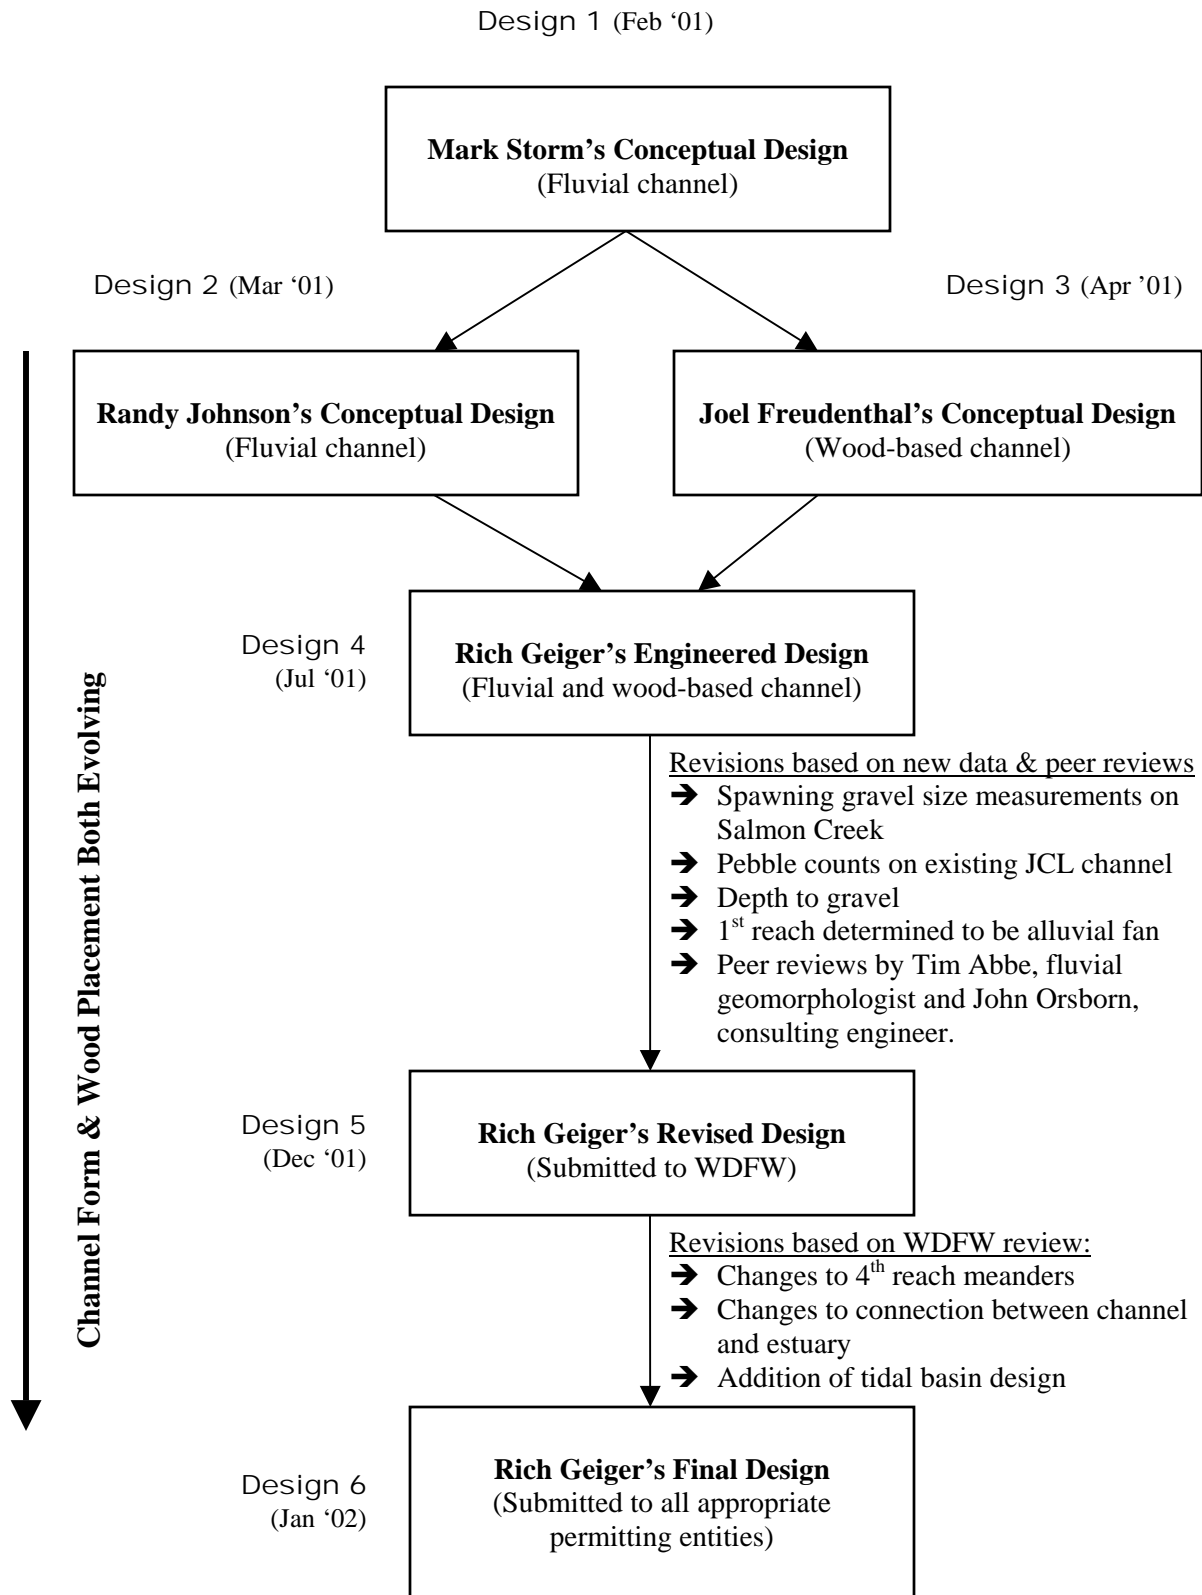 Design 1 (Feb ‘01)
Mark Storm’s Conceptual Design
(Fluvial channel)
Design 2 (Mar ‘01)
Design 3 (Apr ’01)
Randy Johnson’s Conceptual Design
(Fluvial channel)
Joel Freudenthal’s Conceptual Design
(Wood-based channel)
Channel Form & Wood Placement Both Evolving
Design 4
(Jul ‘01)
Rich Geiger’s Engineered Design
(Fluvial and wood-based channel)
Revisions based on new data & peer reviews
➔ Spawning gravel size measurements on
Salmon Creek
➔ Pebble counts on existing JCL channel
➔ Depth to gravel
➔ 1st reach determined to be alluvial fan
➔ Peer reviews by Tim Abbe, fluvial
geomorphologist and John Orsborn,
consulting engineer.
Design 5
(Dec ‘01)
Rich Geiger’s Revised Design
(Submitted to WDFW)
Revisions based on WDFW review:
➔ Changes to 4th reach meanders
➔ Changes to connection between channel
and estuary
➔ Addition of tidal basin design
Design 6
(Jan ‘02)
Rich Geiger’s Final Design
(Submitted to all appropriate
permitting entities)